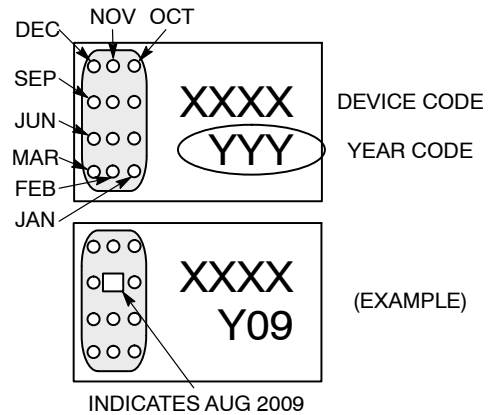 DEC NOV OCT
SEP
JUN
MAR
FEB
JAN
XXXX DEVICE CODE
YYY YEAR CODE
XXXX
Y09
(EXAMPLE)
INDICATES AUG 2009